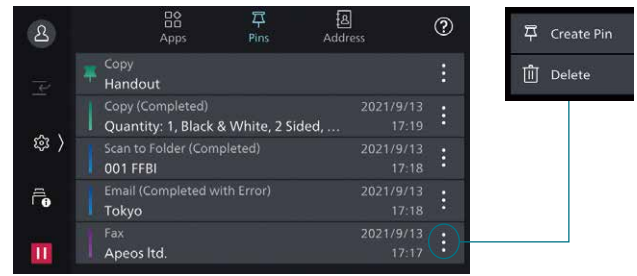 Apps Pins Address
Copy
Handout
Copy (Completed) 2021/9/13
Quantity: 1, Black & White, 2 Sided, ... 17:19
Scan to Folder (Completed) 2021/9/13
001 FFBI 17:18
Email (Completed with Error) 2021/9/13
Tokyo 17:18
Fax 2021/9/13
Apeos ltd. 17:17
Create Pin
Delete